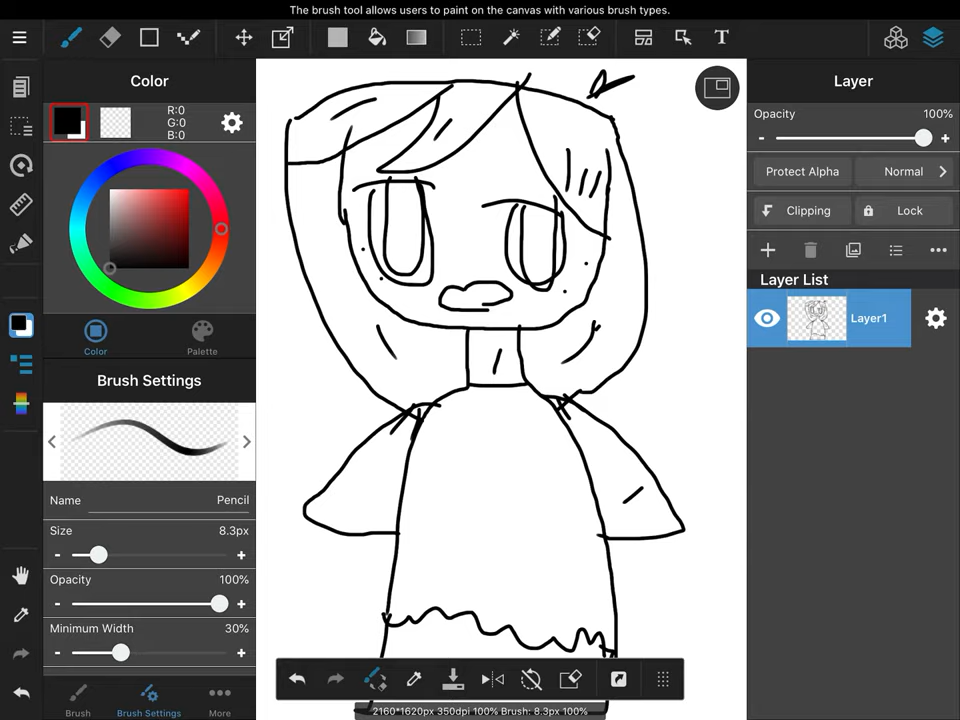 The brush tool allows users to paint on the canvas with various brush types.
T
Color
R:0
G:0
B:0
Color
Palette
Brush Settings
Name
Pencil
Size
8.3px
-
+
Opacity
100%
-
+
Minimum Width
30%
-
+
Brush
Brush Settings
More
2160*1620px 350dpi 100% Brush: 8.3px 100%
Layer
Opacity
100%
-
+
Protect Alpha
Normal
Clipping
Lock
Layer List
Layer1